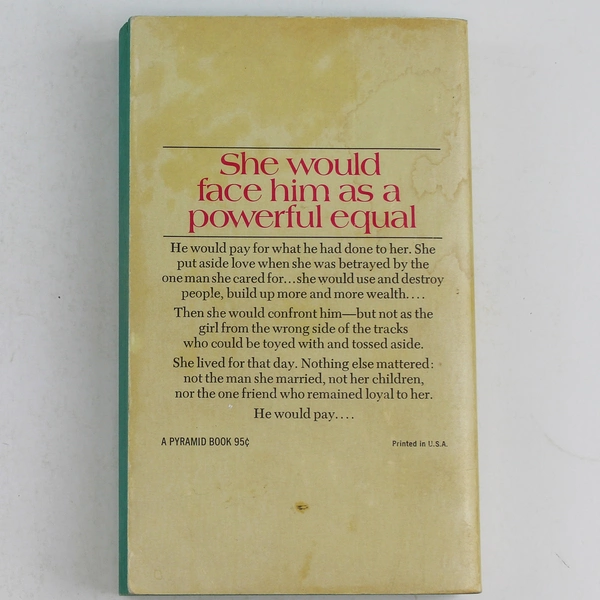 She would
face him as a
powerful equal
He would pay for what he had done to her. She
put aside love when she was betrayed by the
one man she cared for...she would use and destroy
people, build up more and more wealth....
Then she would confront him—but not as the
girl from the wrong side of the tracks
who could be toyed with and tossed aside.
She lived for that day. Nothing else mattered:
not the man she married, not her children,
nor the one friend who remained loyal to her.
He would pay....
A PYRAMID BOOK 95¢
Printed in U.S.A.